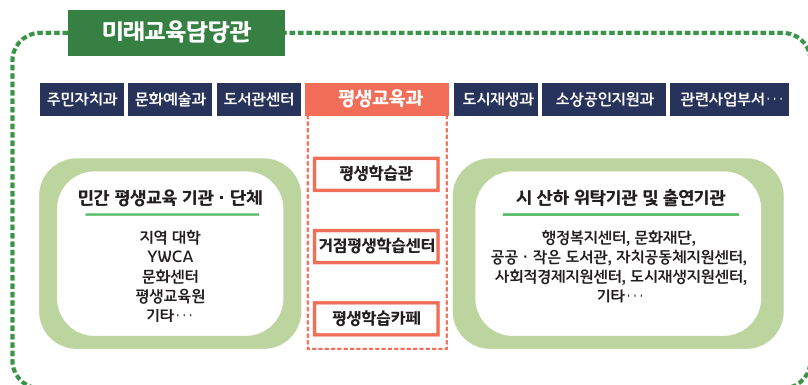 미래교육담당관
주민자치과
문화예술과
도서관센터
평생교육과
도시재생과
소상공인지원과
관련사업부서···
민간 평생교육 기관 · 단체
지역 대학
YWCA
문화센터
평생교육원
기타···
평생학습관
거점평생학습센터
평생학습카페
시 산하 위탁기관 및 출연기관
행정복지센터, 문화재단,
공공 · 작은 도서관, 자치공동체지원센터,
사회적경제지원센터, 도시재생지원센터,
기타···